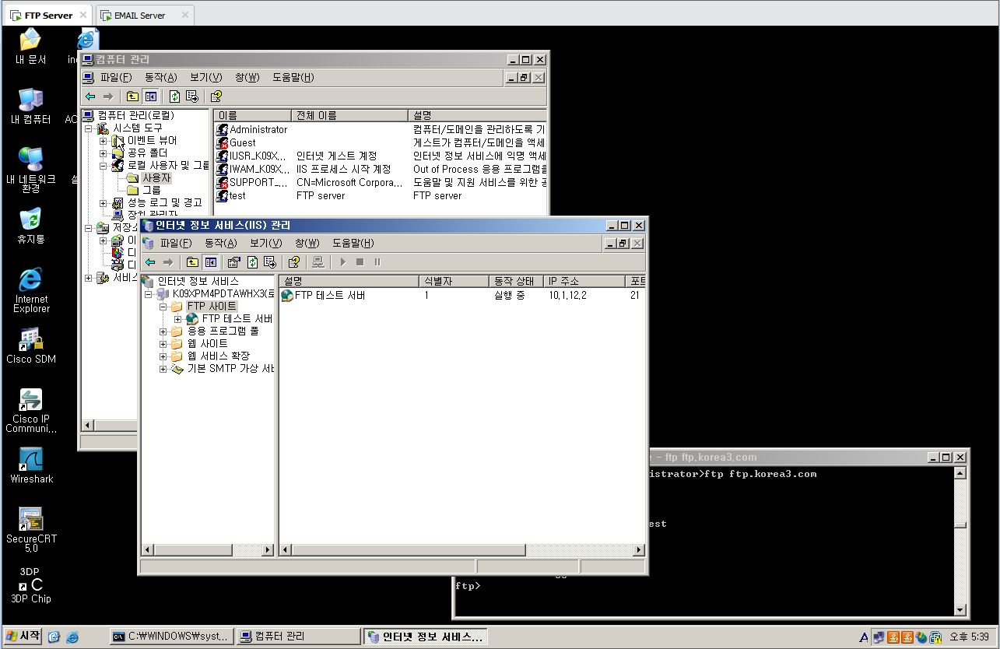 FTP Server
EMAIL Server
내 문서
내 컴퓨터
내 네트워크
환경
휴지통
Internet
Explorer
Cisco SDM
Cisco IP
Communi...
Wireshark
SecureCRT
5.0
3DP
C
3DP Chip
컴퓨터 관리
파일(F) 동작(A) 보기(V) 창(W) 도움말(H)
컴퓨터 관리(로컬)
시스템 도구
이벤트 뷰어
공유 폴더
로컬 사용자 및 그룹
사용자
그룹
성능 로그 및 경고
장치 관리자
저장소
서비스
이름 전체 이름 설명
Administrator 컴퓨터/도메인을 관리하도록 기
Guest 게스트가 컴퓨터/도메인을 액세
IUSR_K09X... 인터넷 게스트 계정 인터넷 정보 서비스에 익명 액세
IWAM_K09X... IIS 프로세스 시작 계정 Out of Process 응용 프로그램을
SUPPORT_... CN=Microsoft Corpora... 도움말 및 지원 서비스를 위한 공
test FTP server FTP server
인터넷 정보 서비스(IIS) 관리
파일(F) 동작(A) 보기(V) 창(W) 도움말(H)
인터넷 정보 서비스
K09XPM4PDTAWHX3(로
FTP 사이트
FTP 테스트 서버
응용 프로그램 풀
웹 사이트
웹 서비스 확장
기본 SMTP 가상 서버
설명 식별자 동작 상태 IP 주소 포트
FTP 테스트 서버 1 실행 중 10.1.12.2 21
e - ftp ftp.korea3.com
istrator>ftp ftp.korea3.com
est
ftp>
시작
C:\WINDOWS\syst...
컴퓨터 관리
인터넷 정보 서비스...
A
오후 5:39